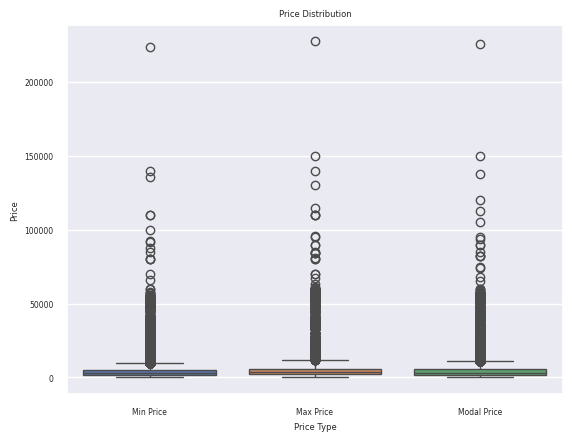 Price Distribution
200000
150000
100000
50000
0
Price
Min Price
Max Price
Modal Price
Price Type